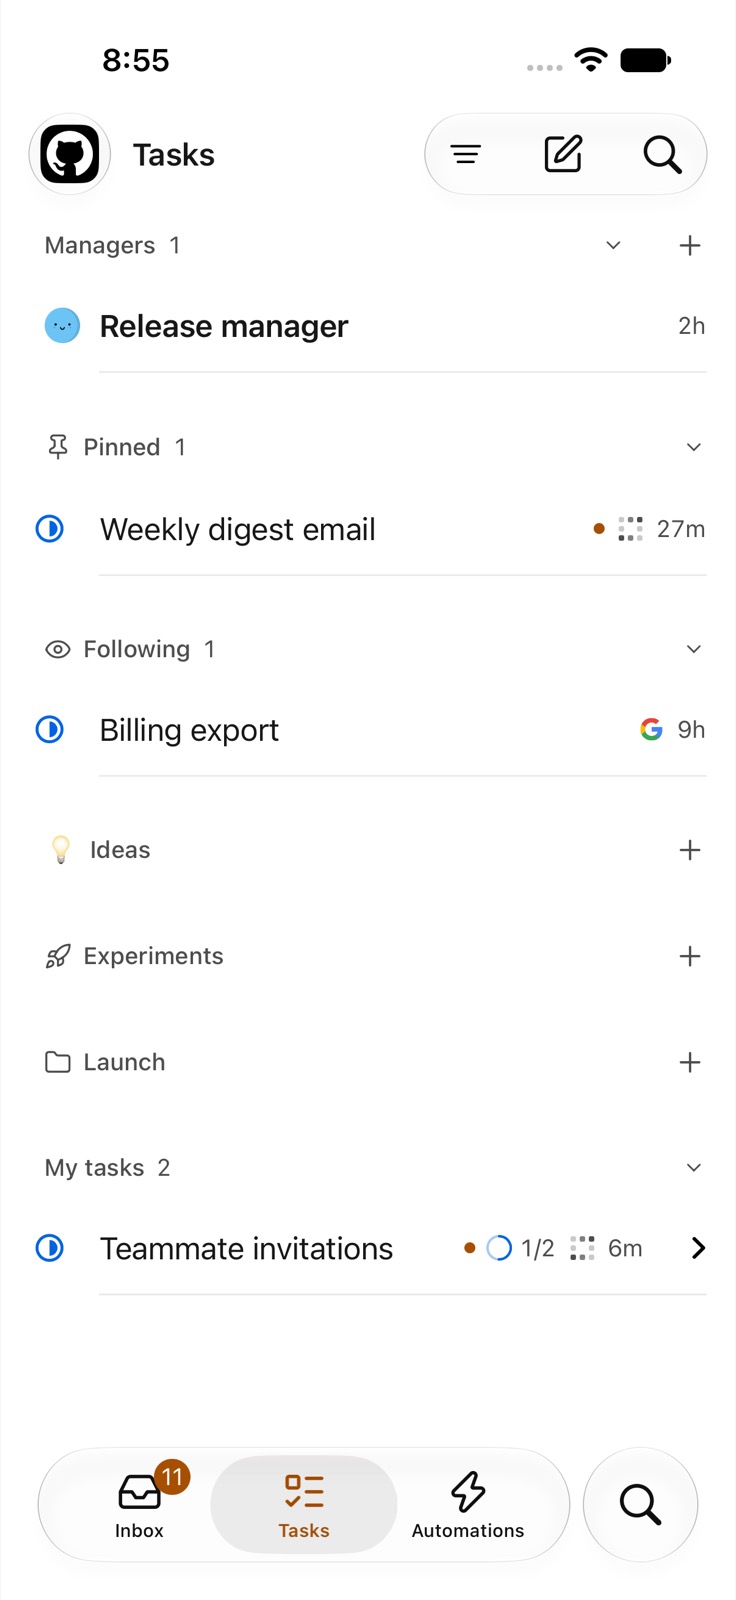 8:55
Tasks
Managers 1
Release manager 2h
Pinned 1
Weekly digest email 27m
Following 1
Billing export 9h
Ideas
Experiments
Launch
My tasks 2
Teammate invitations 1/2 6m
11
Inbox Tasks Automations